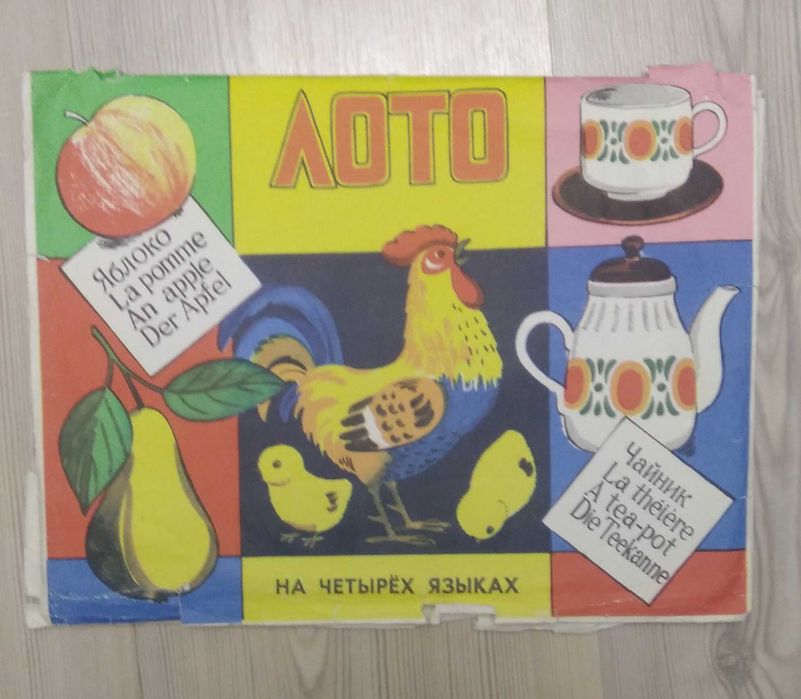 ЛОТО
Яблоко
La pomme
An apple
Der Apfel
Чайник
La théière
A tea-pot
Die Teekanne
НА ЧЕТЫРЁХ ЯЗЫКАХ